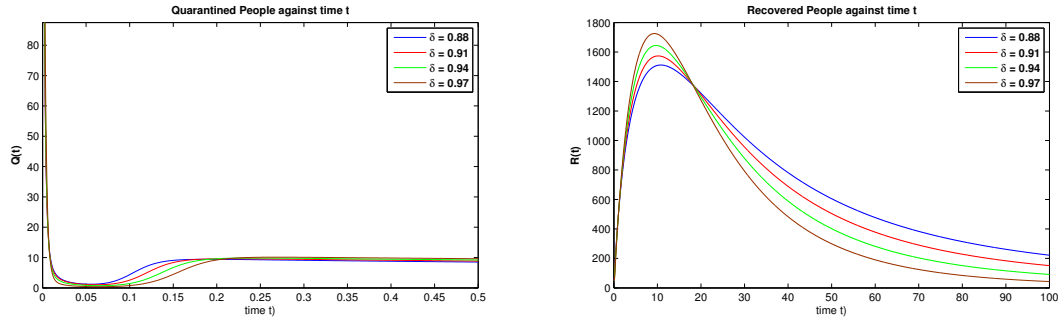 Quarantined People against time t
Q(t)
80
70
60
50
40
30
20
10
0
0 0.05 0.1 0.15 0.2 0.25 0.3 0.35 0.4 0.45 0.5
time t)
δ = 0.88
δ = 0.91
δ = 0.94
δ = 0.97
Recovered People against time t
R(t)
1800
1600
1400
1200
1000
800
600
400
200
0
0 10 20 30 40 50 60 70 80 90 100
time t)
δ = 0.88
δ = 0.91
δ = 0.94
δ = 0.97